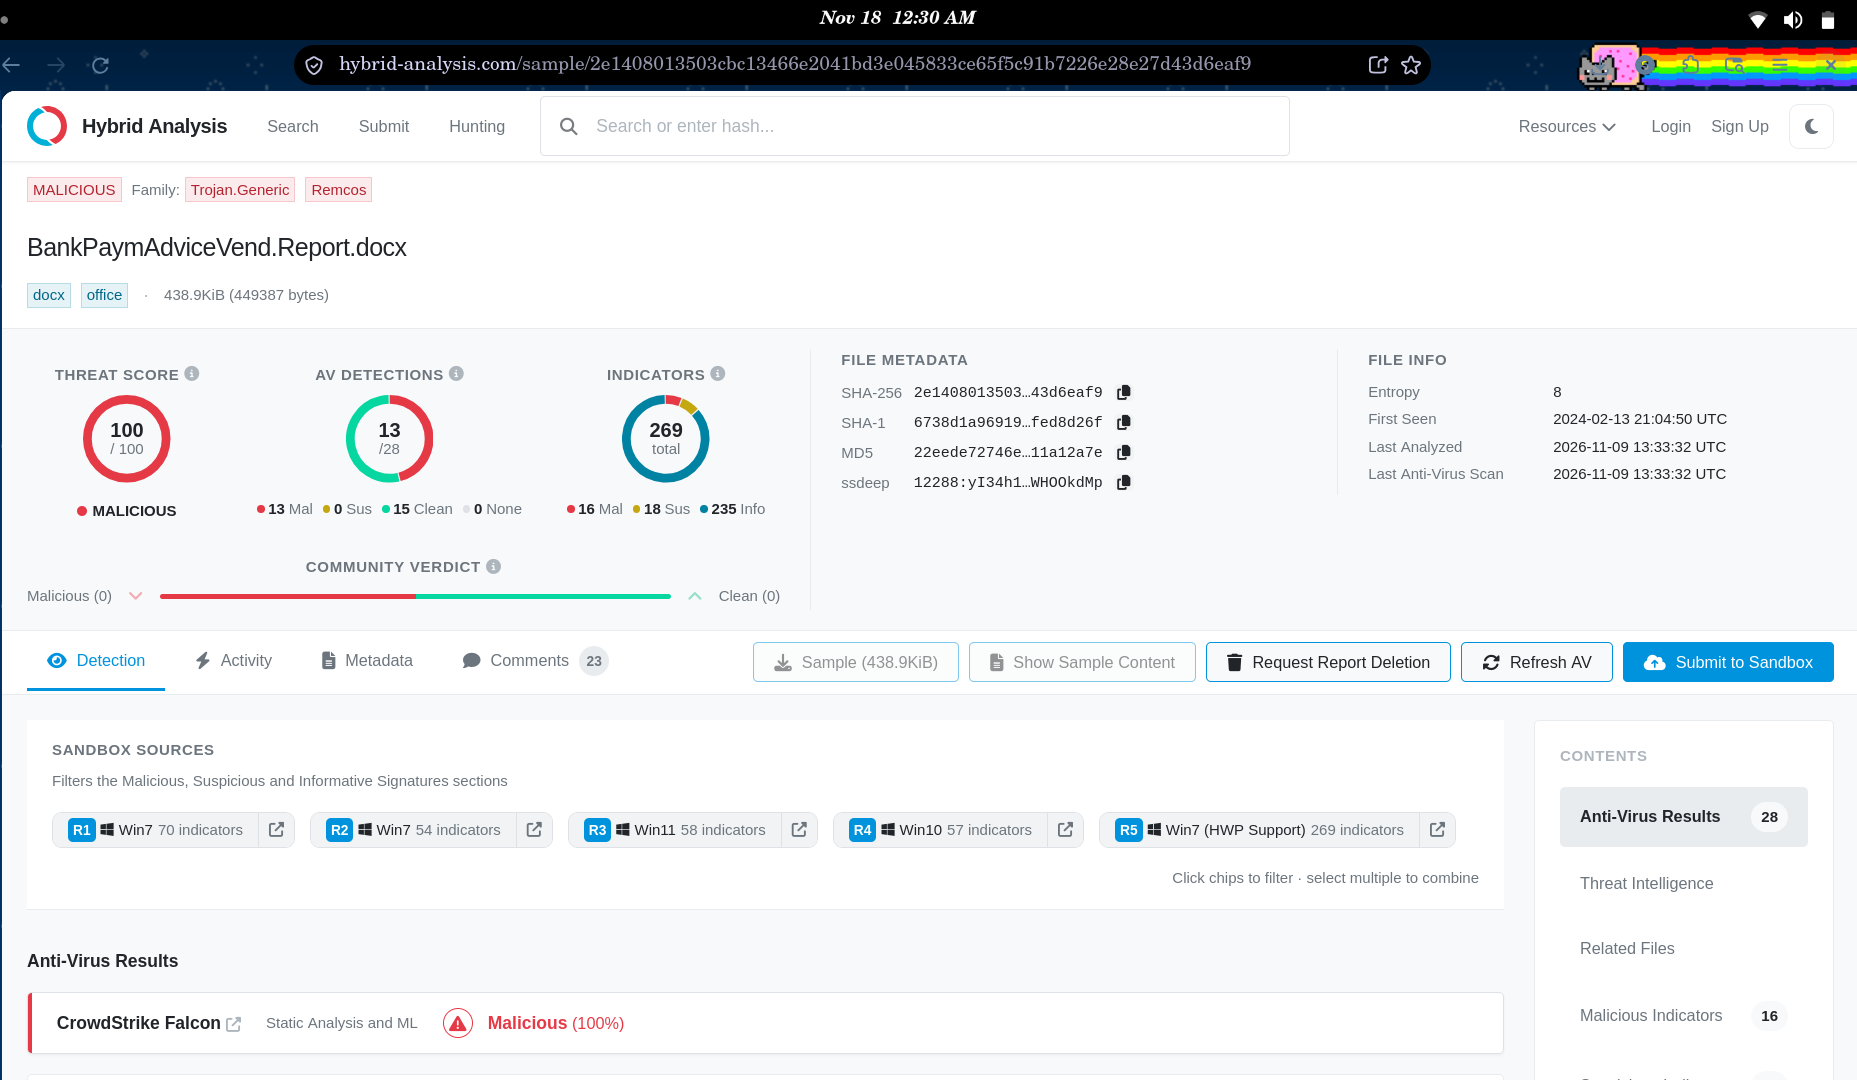 Nov 18 12:30 AM
hybrid-analysis.com/sample/2e1408013503cbc13466e2041bd3e045833ce65f5c91b7226e28e27d43d6eaf9
Hybrid Analysis Search Submit Hunting Search or enter hash... Resources Login Sign Up
MALICIOUS Family: Trojan.Generic Remcos
BankPaymAdviceVend.Report.docx
docx office · 438.9KiB (449387 bytes)
THREAT SCORE
100
/ 100
MALICIOUS
AV DETECTIONS
13
/28
13 Mal 0 Sus 15 Clean 0 None
INDICATORS
269
total
16 Mal 18 Sus 235 Info
COMMUNITY VERDICT
Malicious (0) Clean (0)
FILE METADATA
SHA-256 2e1408013503…43d6eaf9
SHA-1 6738d1a96919…fed8d26f
MD5 22eede72746e…11a12a7e
ssdeep 12288:yI34h1…WHOOkdMp
FILE INFO
Entropy 8
First Seen 2024-02-13 21:04:50 UTC
Last Analyzed 2026-11-09 13:33:32 UTC
Last Anti-Virus Scan 2026-11-09 13:33:32 UTC
Detection Activity Metadata Comments 23 Sample (438.9KiB) Show Sample Content Request Report Deletion Refresh AV Submit to Sandbox
SANDBOX SOURCES
Filters the Malicious, Suspicious and Informative Signatures sections
R1 Win7 70 indicators R2 Win7 54 indicators R3 Win11 58 indicators R4 Win10 57 indicators R5 Win7 (HWP Support) 269 indicators
Click chips to filter · select multiple to combine
Anti-Virus Results
CrowdStrike Falcon Static Analysis and ML Malicious (100%)
CONTENTS
Anti-Virus Results 28
Threat Intelligence
Related Files
Malicious Indicators 16